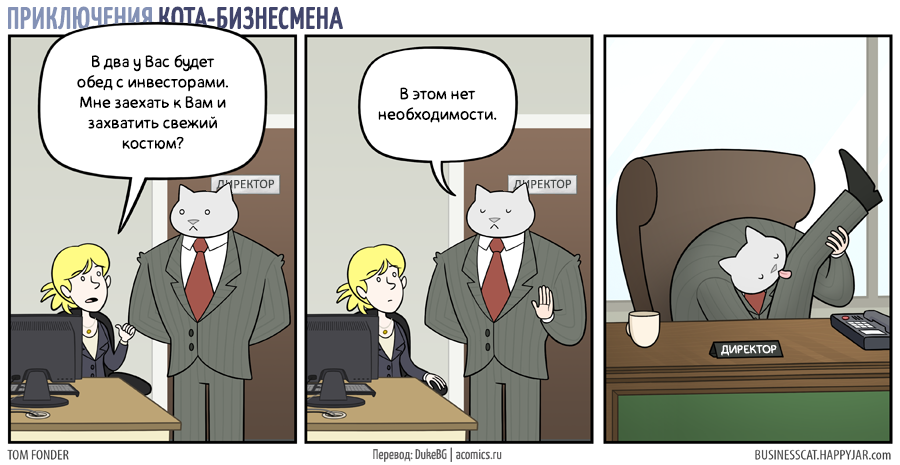 ПРИКЛЮЧЕНИЯ КОТА-БИЗНЕСМЕНА
В два у Вас будет
обед с инвесторами.
Мне заехать к Вам и
захватить свежий
костюм?
ДИРЕКТОР
В этом нет
необходимости.
ДИРЕКТОР
ДИРЕКТОР
TOM FONDER
Перевод: DukeBG | acomics.ru
BUSINESSCAT.HAPPYJAR.COM